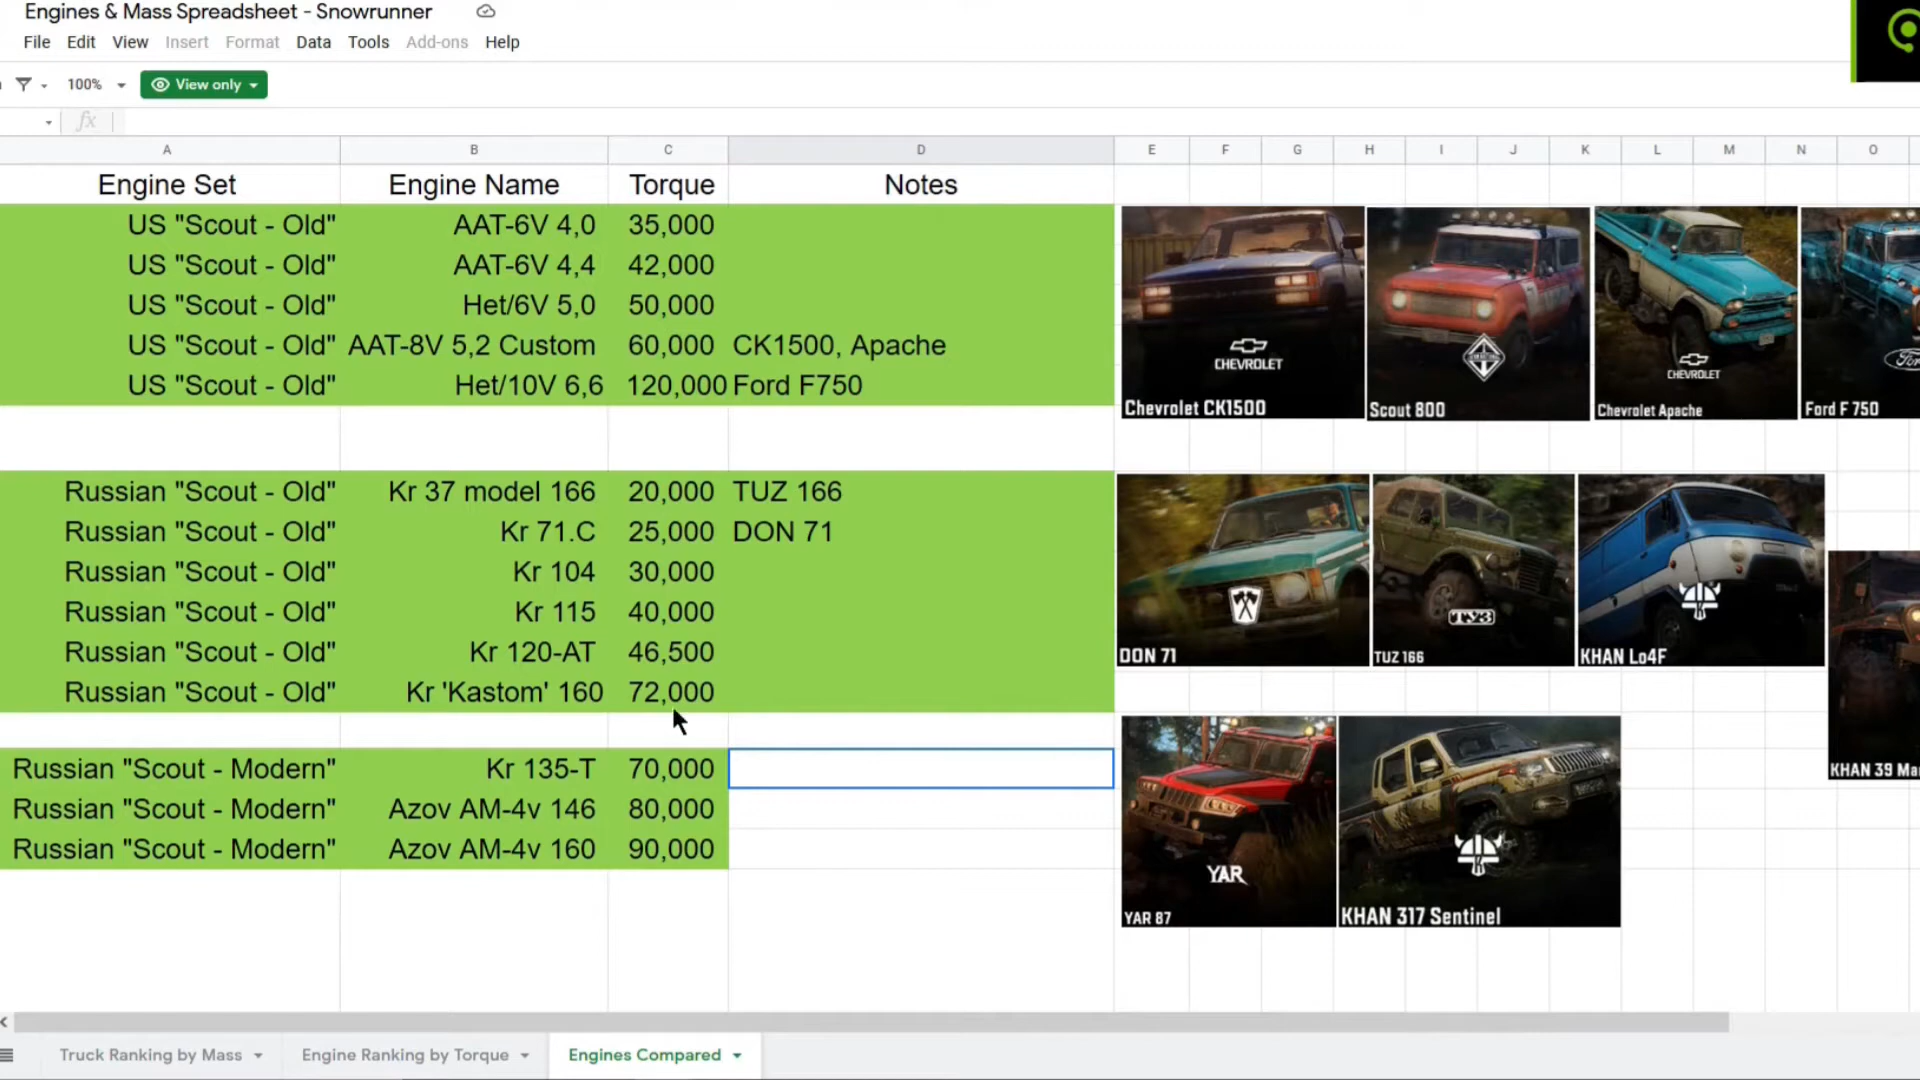 Engines & Mass Spreadsheet - Snowrunner
File Edit View Insert Format Data Tools Add-ons Help
100% View only
fx
A B C D E F G H I J K L M N O
Engine Set Engine Name Torque Notes
US "Scout - Old" AAT-6V 4,0 35,000
US "Scout - Old" AAT-6V 4,4 42,000
US "Scout - Old" Het/6V 5,0 50,000
US "Scout - Old" AAT-8V 5,2 Custom 60,000 CK1500, Apache
US "Scout - Old" Het/10V 6,6 120,000 Ford F750
CHEVROLET
CHEVROLET
Ford
Chevrolet CK1500 Scout 800 Chevrolet Apache Ford F 750
Russian "Scout - Old" Kr 37 model 166 20,000 TUZ 166
Russian "Scout - Old" Kr 71.C 25,000 DON 71
Russian "Scout - Old" Kr 104 30,000
Russian "Scout - Old" Kr 115 40,000
Russian "Scout - Old" Kr 120-AT 46,500
Russian "Scout - Old" Kr 'Kastom' 160 72,000
DON 71 TUZ 166 KHAN Lo4F
KHAN 39 Ma
Russian "Scout - Modern" Kr 135-T 70,000
Russian "Scout - Modern" Azov AM-4v 146 80,000
Russian "Scout - Modern" Azov AM-4v 160 90,000
YAR
YAR 87 KHAN 317 Sentinel
Truck Ranking by Mass Engine Ranking by Torque Engines Compared